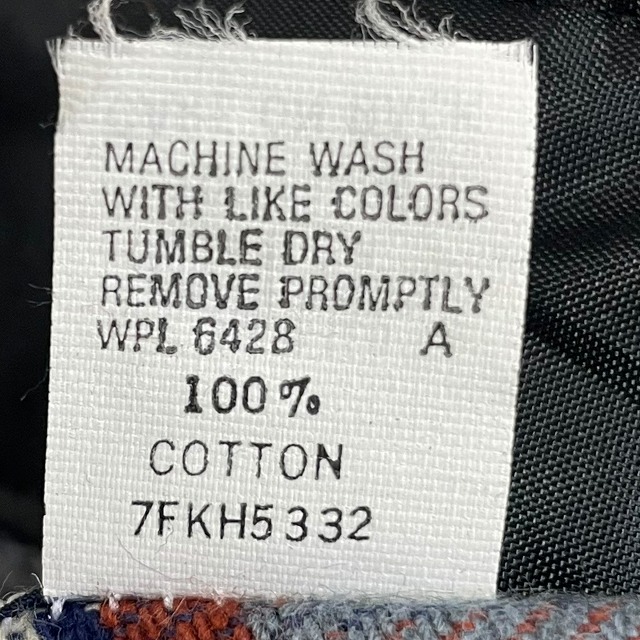 MACHINE WASH
WITH LIKE COLORS
TUMBLE DRY
REMOVE PROMPTLY
WPL 6428 A
100%
COTTON
7FKH5332